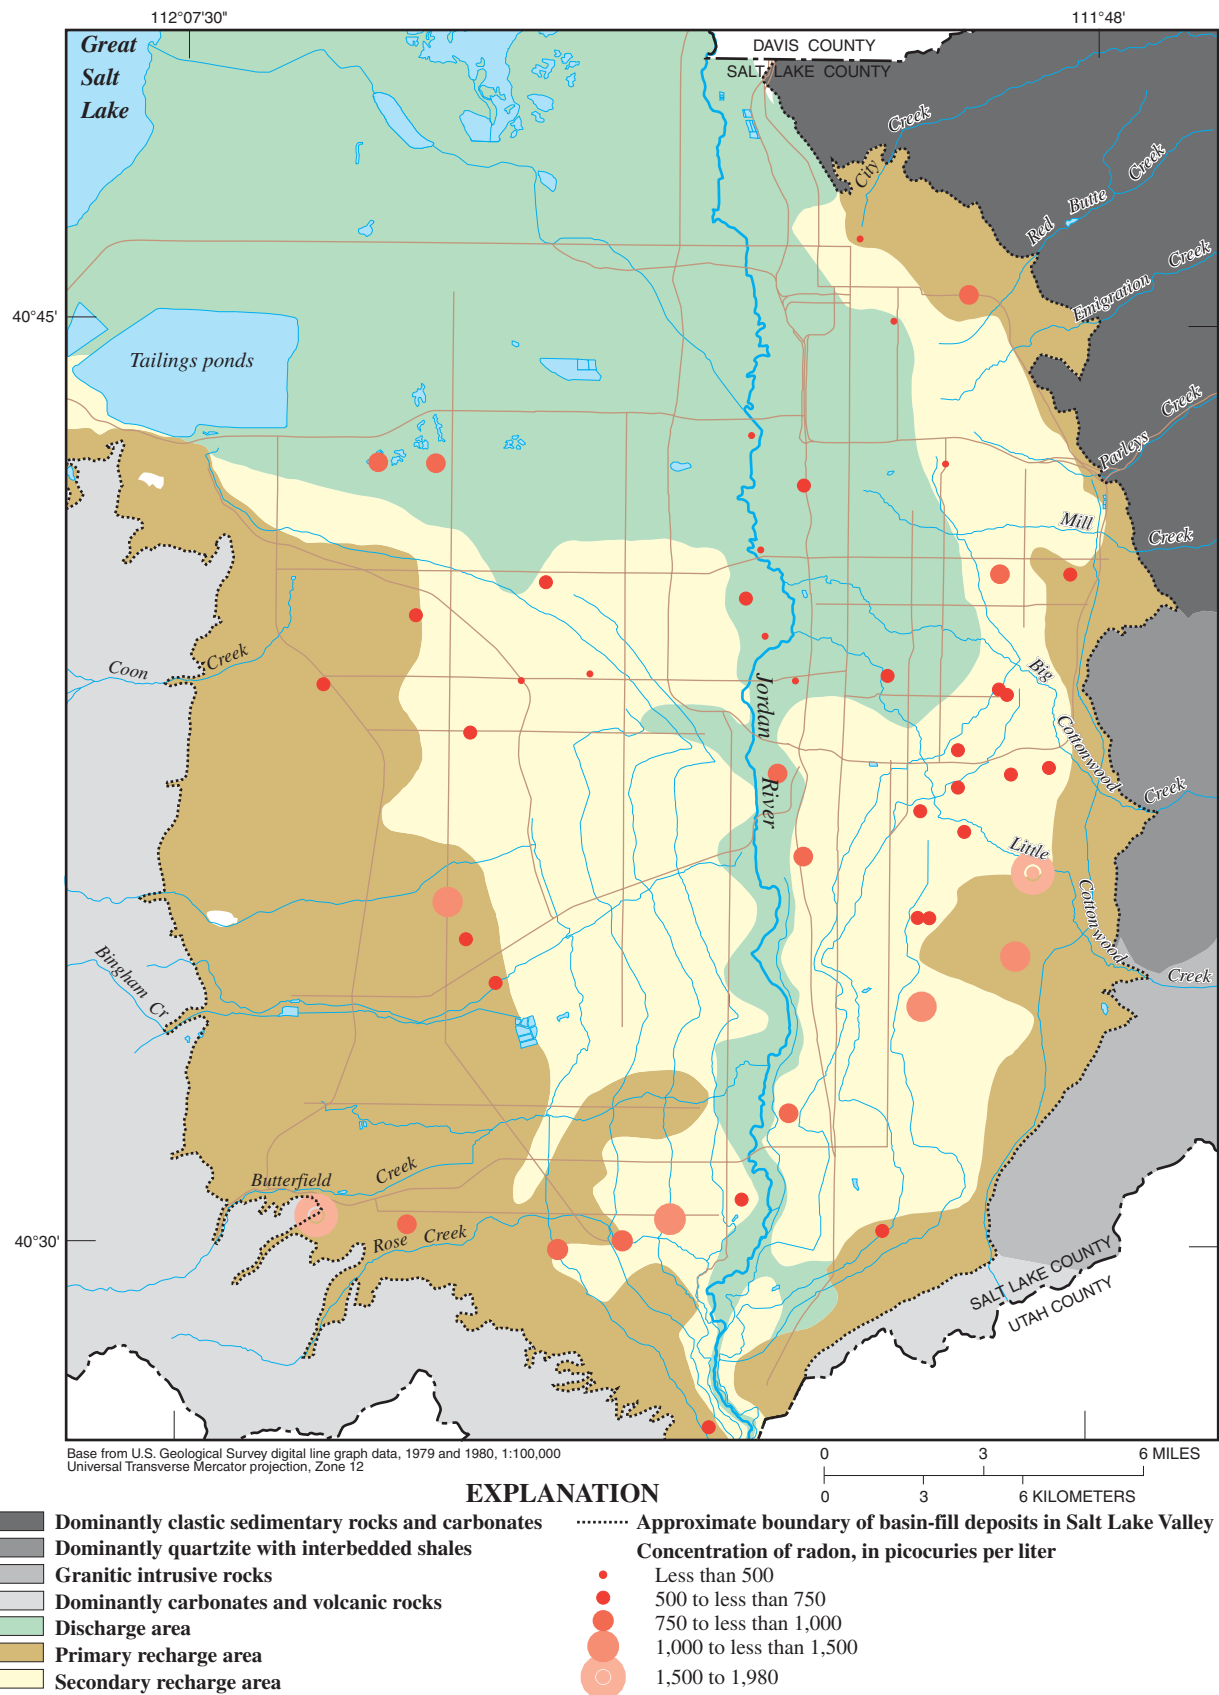 112°07'30"
111°48'
Great
Salt
Lake
DAVIS COUNTY
SALT LAKE COUNTY
City
Creek
Red
Butte
Creek
Emigration
Creek
40°45'
Tailings ponds
Parleys
Creek
Mill
Creek
Coon
Creek
Jordan
River
Big
Cottonwood
Creek
Little
Cottonwood
Creek
Bingham Cr
Butterfield
Creek
Rose
Creek
40°30'
SALT LAKE COUNTY
UTAH COUNTY
Base from U.S. Geological Survey digital line graph data, 1979 and 1980, 1:100,000
Universal Transverse Mercator projection, Zone 12
0 3 6 MILES
0 3 6 KILOMETERS
EXPLANATION
Dominantly clastic sedimentary rocks and carbonates
Dominantly quartzite with interbedded shales
Granitic intrusive rocks
Dominantly carbonates and volcanic rocks
Discharge area
Primary recharge area
Secondary recharge area
Approximate boundary of basin-fill deposits in Salt Lake Valley
Concentration of radon, in picocuries per liter
Less than 500
500 to less than 750
750 to less than 1,000
1,000 to less than 1,500
1,500 to 1,980